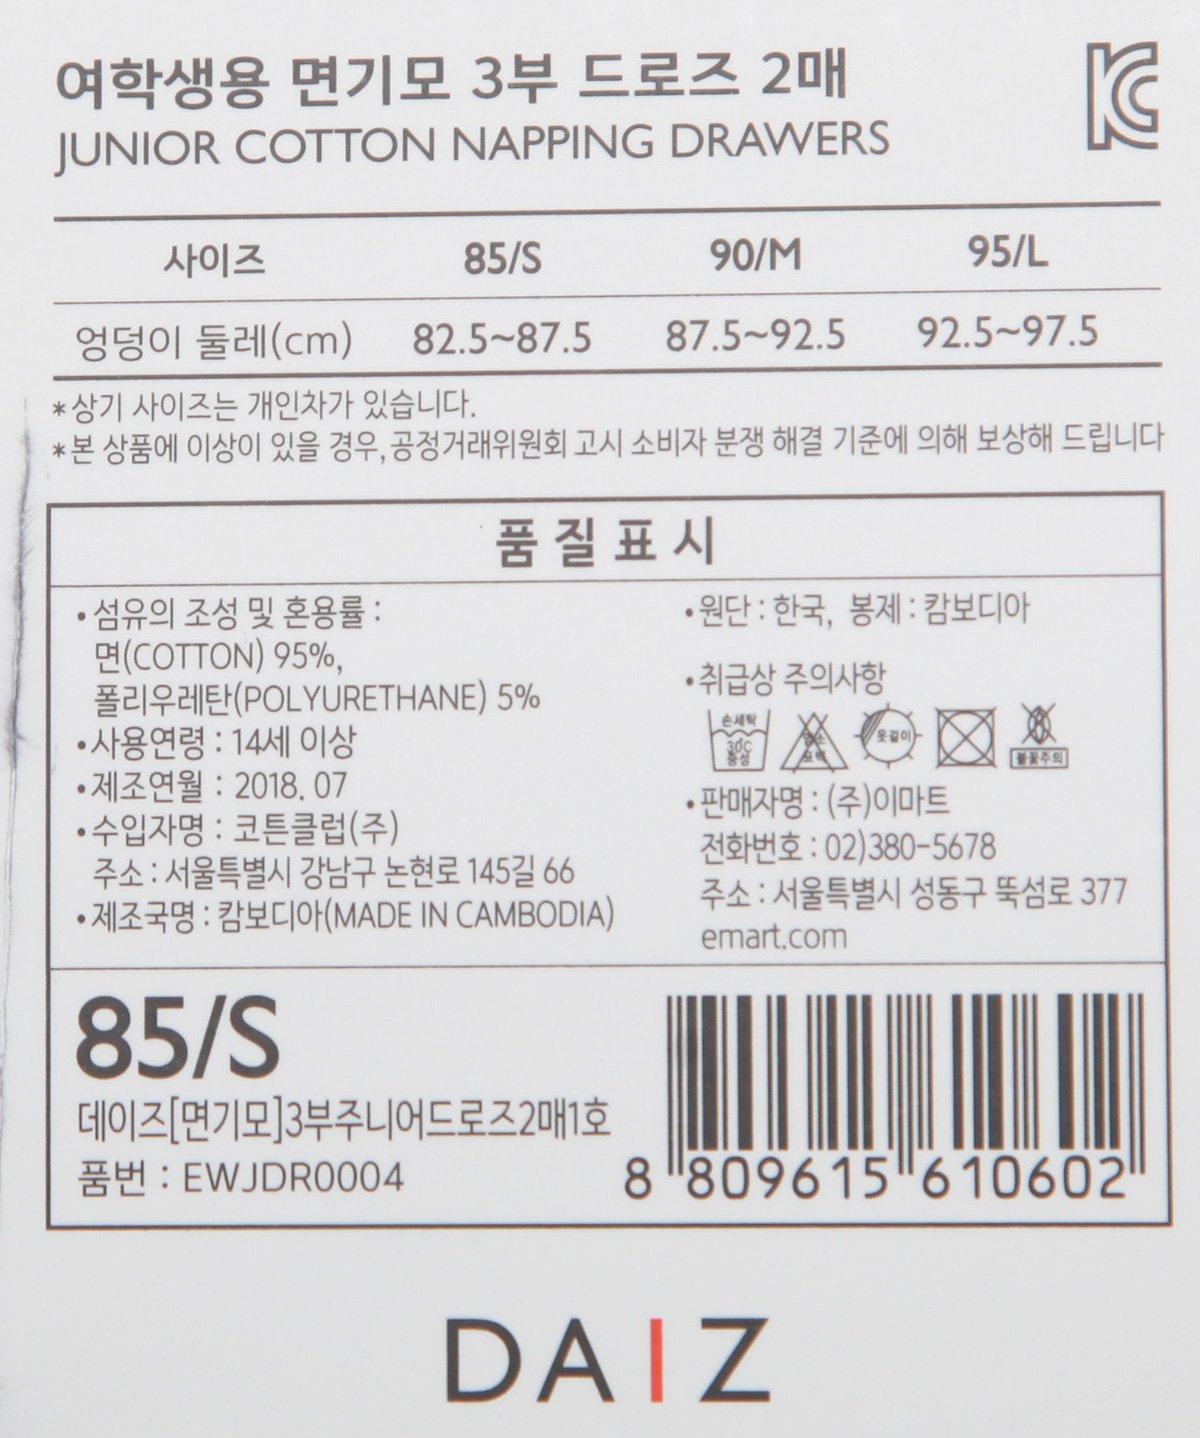 여학생용 면기모 3부 드로즈 2매
JUNIOR COTTON NAPPING DRAWERS
사이즈 85/S 90/M 95/L
엉덩이 둘레(cm) 82.5~87.5 87.5~92.5 92.5~97.5
*상기 사이즈는 개인차가 있습니다.
*본 상품에 이상이 있을 경우, 공정거래위원회 고시 소비자 분쟁 해결 기준에 의해 보상해 드립니다
품질표시
•섬유의 조성 및 혼용률 :
면(COTTON) 95%,
폴리우레탄(POLYURETHANE) 5%
•사용연령 : 14세 이상
•제조연월 : 2018. 07
•수입자명 : 코튼클럽(주)
주소 : 서울특별시 강남구 논현로 145길 66
•제조국명 : 캄보디아(MADE IN CAMBODIA)
•원단 : 한국, 봉제 : 캄보디아
•취급상 주의사항
손세탁
30℃
중성
옷걸이
불꽃주의
•판매자명 : (주)이마트
전화번호 : 02)380-5678
주소 : 서울특별시 성동구 뚝섬로 377
emart.com
85/S
데이즈[면기모]3부주니어드로즈2매1호
품번 : EWJDR0004
8 809615 610602
DAIZ